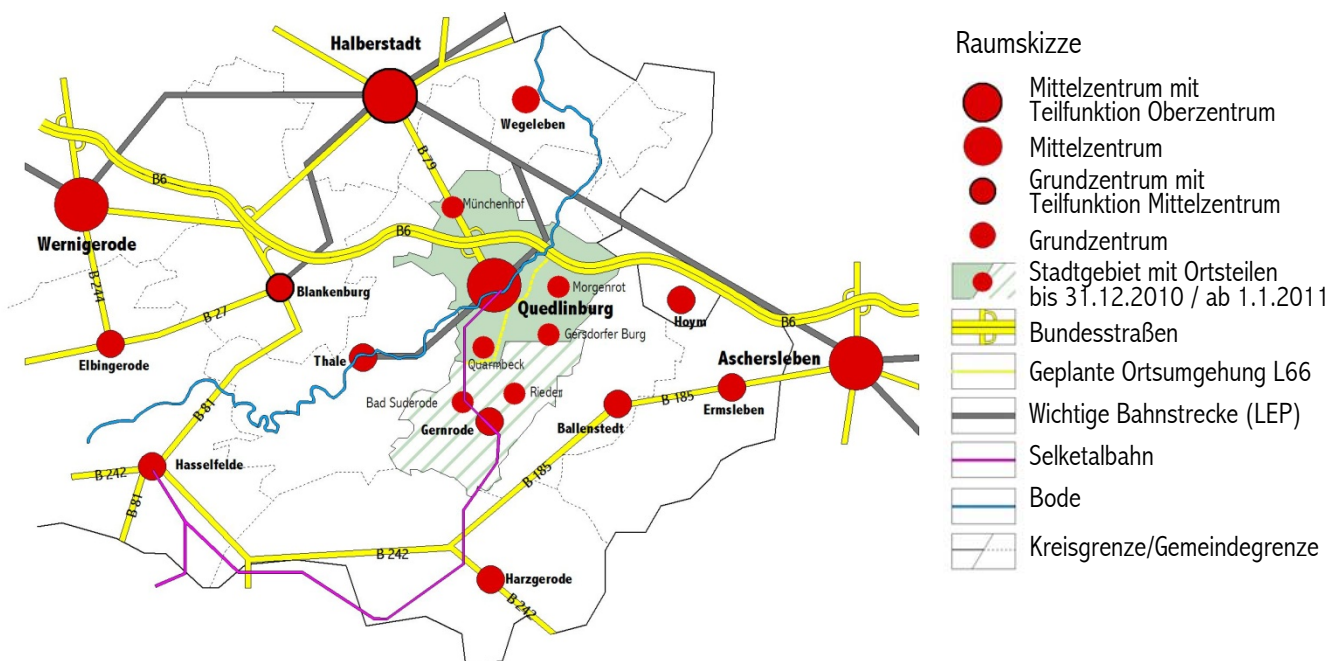 Halberstadt
Wegeleben
B 79
B6
Münchenhof
Wernigerode
B6
B 244
Blankenburg
Morgenrot
Quedlinburg
Hoym
B 27
B6
Gersdorfer Burg
Elbingerode
Thale
Quarmbeck
Aschersleben
Rieder
Bad Suderode
B 185
Ermsleben
Gernrode
Ballenstedt
B 81
Hasselfelde
B 242
B 185
B 81
B 242
Harzgerode
B 242
Raumskizze
Mittelzentrum mit
Teilfunktion Oberzentrum
Mittelzentrum
Grundzentrum mit
Teilfunktion Mittelzentrum
Grundzentrum
Stadtgebiet mit Ortsteilen
bis 31.12.2010 / ab 1.1.2011
Bundesstraßen
Geplante Ortsumgehung L66
Wichtige Bahnstrecke (LEP)
Selketalbahn
Bode
Kreisgrenze/Gemeindegrenze